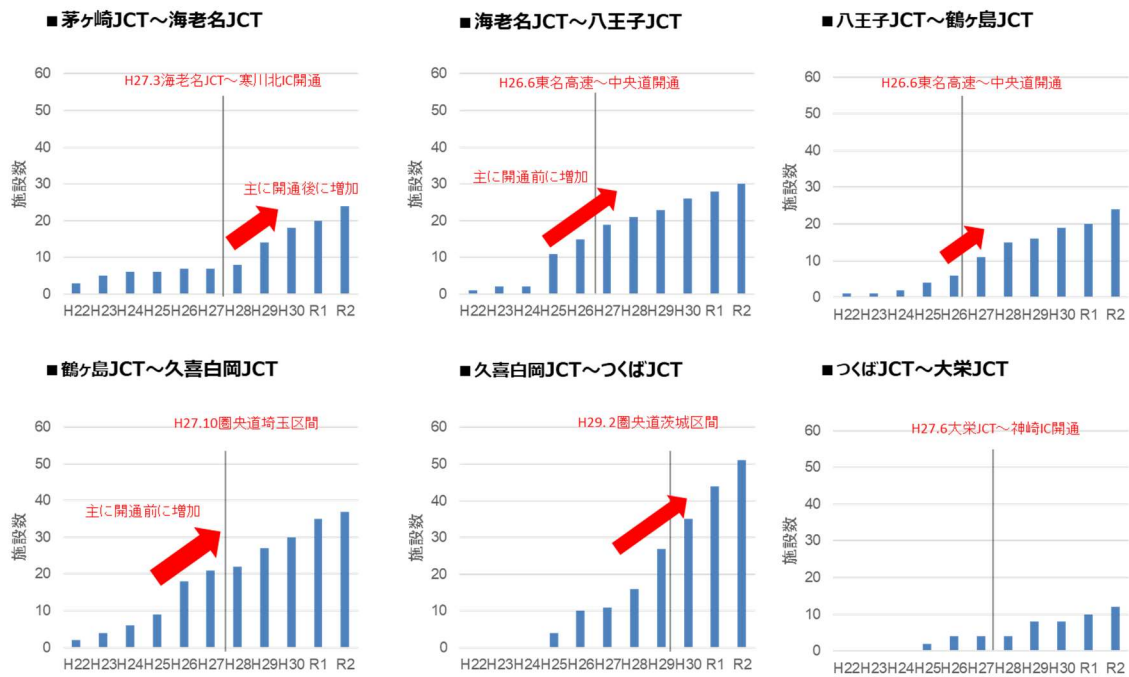 ■茅ヶ崎JCT～海老名JCT
H27.3海老名JCT～寒川北IC開通
主に開通後に増加
施設数
60
50
40
30
20
10
0
H22H23H24H25H26H27H28H29H30 R1 R2
■海老名JCT～八王子JCT
H26.6東名高速～中央道開通
主に開通前に増加
施設数
60
50
40
30
20
10
0
H22H23H24H25H26H27H28H29H30 R1 R2
■八王子JCT～鶴ヶ島JCT
H26.6東名高速～中央道開通
施設数
60
50
40
30
20
10
0
H22H23H24H25H26H27H28H29H30 R1 R2
■鶴ヶ島JCT～久喜白岡JCT
H27.10圏央道埼玉区間
主に開通前に増加
施設数
60
50
40
30
20
10
0
H22H23H24H25H26H27H28H29H30 R1 R2
■久喜白岡JCT～つくばJCT
H29.2圏央道茨城区間
施設数
60
50
40
30
20
10
0
H22H23H24H25H26H27H28H29H30 R1 R2
■つくばJCT～大栄JCT
H27.6大栄JCT～神崎IC開通
施設数
60
50
40
30
20
10
0
H22H23H24H25H26H27H28H29H30 R1 R2